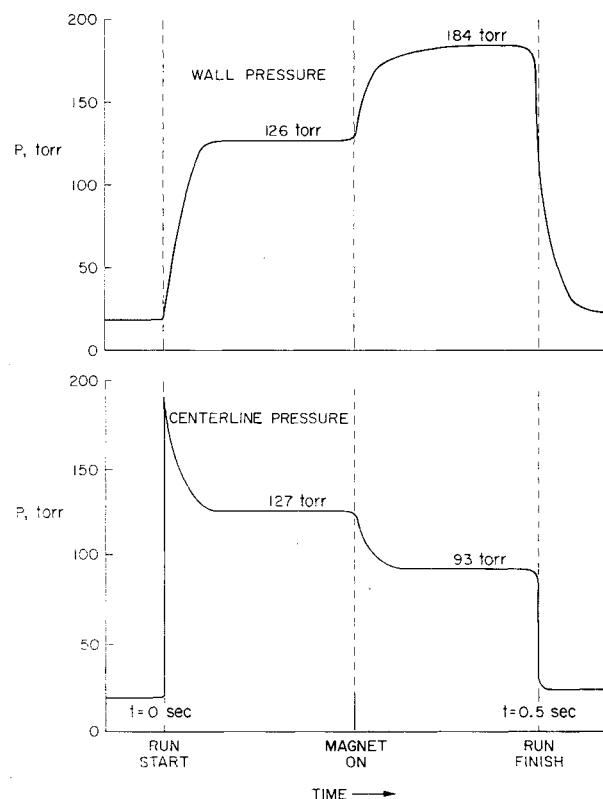 200
184 torr
WALL PRESSURE
150
126 torr
P, torr
100
50
0
200
CENTERLINE PRESSURE
150
127 torr
P, torr
100
93 torr
50
t=0 sec
t=0.5 sec
0
RUN START
MAGNET ON
RUN FINISH
TIME →